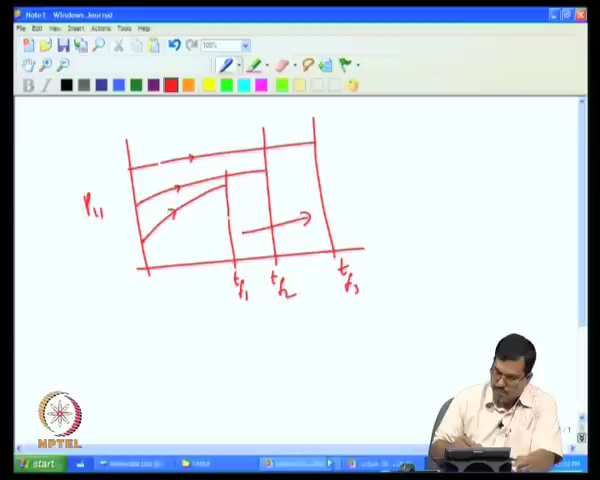 Note1 - Windows Journal
File Edit View Insert Actions Tools Help
100%
B I
P11
tf1 tf2 tf3
NPTEL
start